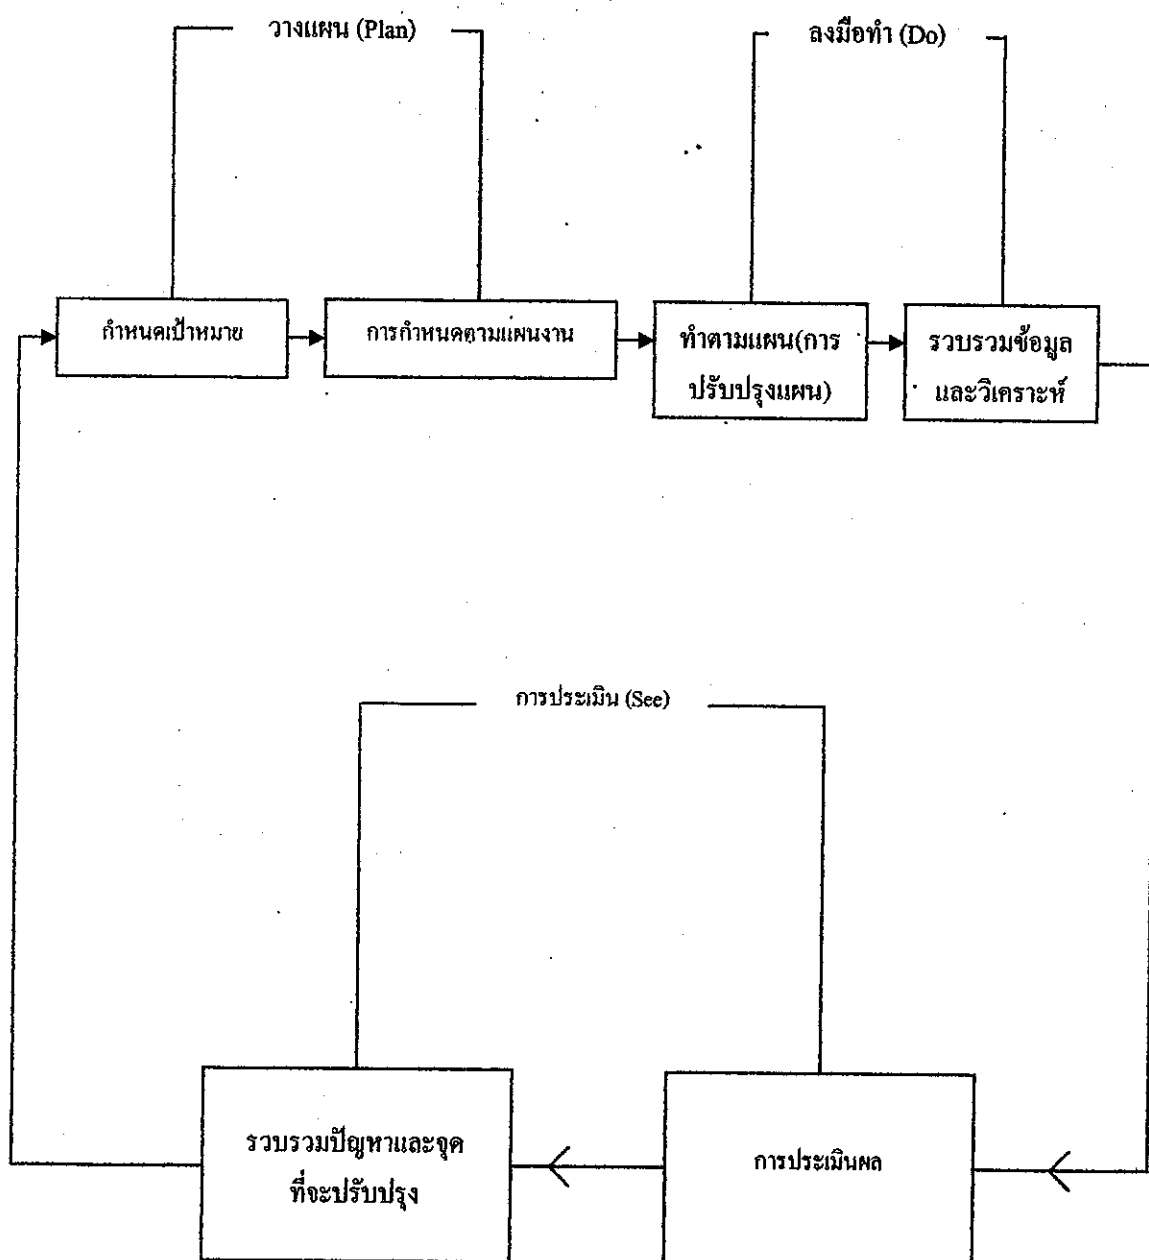 วางแผน (Plan)
ลงมือทำ (Do)
กำหนดเป้าหมาย
การกำหนดตามแผนงาน
ทำตามแผน(การ
ปรับปรุงแผน)
รวบรวมข้อมูล
และวิเคราะห์
การประเมิน (See)
รวบรวมปัญหาและจุด
ที่จะปรับปรุง
การประเมินผล